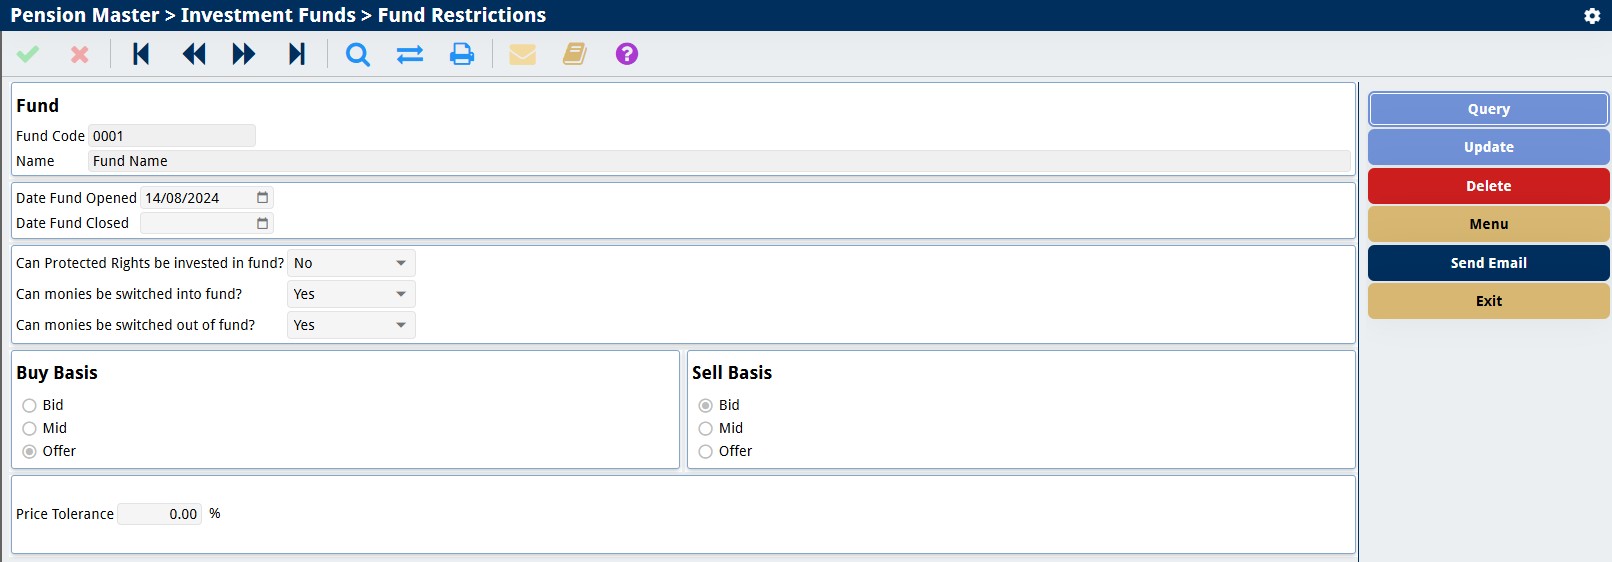 Pension Master > Investment Funds > Fund Restrictions
?
Fund
Fund Code 0001
Name Fund Name
Date Fund Opened 14/08/2024
Date Fund Closed
Can Protected Rights be invested in fund? No
Can monies be switched into fund? Yes
Can monies be switched out of fund? Yes
Buy Basis
Bid
Mid
Offer
Sell Basis
Bid
Mid
Offer
Price Tolerance 0.00 %
Query
Update
Delete
Menu
Send Email
Exit